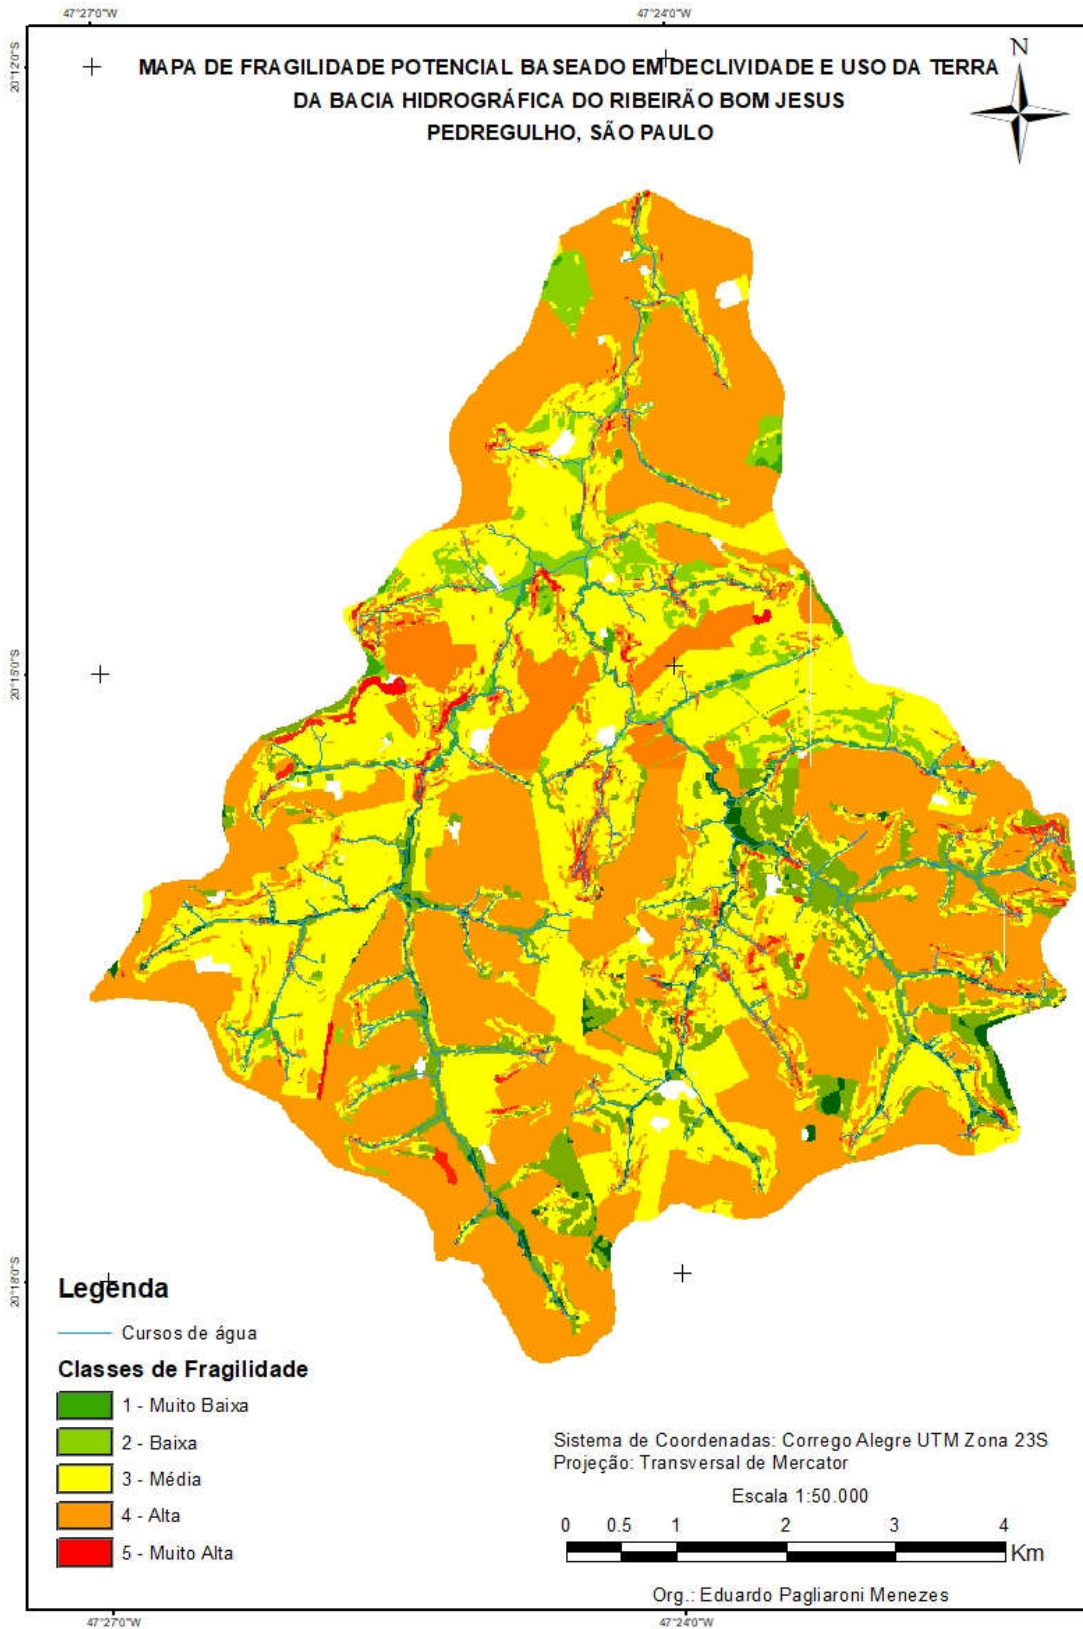 47°27'0"W
47°24'0"W
20°12'0"S
N
MAPA DE FRAGILIDADE POTENCIAL BASEADO EM DECLIVIDADE E USO DA TERRA
DA BACIA HIDROGRÁFICA DO RIBEIRÃO BOM JESUS
PEDREGULHO, SÃO PAULO
20°15'0"S
20°18'0"S
Legenda
Cursos de água
Classes de Fragilidade
1 - Muito Baixa
2 - Baixa
3 - Média
4 - Alta
5 - Muito Alta
Sistema de Coordenadas: Corrego Alegre UTM Zona 23S
Projeção: Transversal de Mercator
Escala 1:50.000
0 0.5 1 2 3 4
Km
Org.: Eduardo Pagliaroni Menezes
47°27'0"W
47°24'0"W